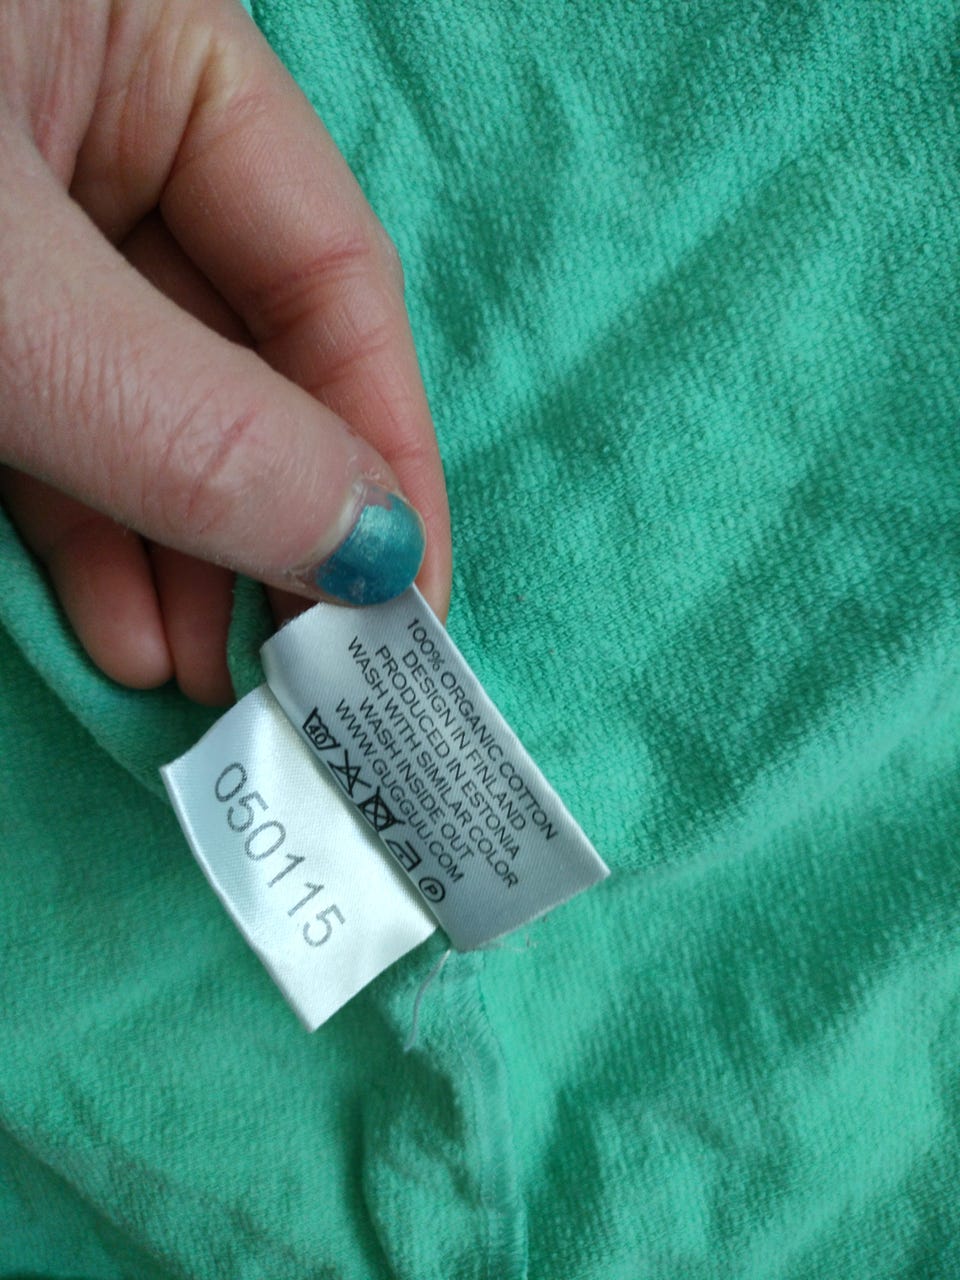 100% ORGANIC COTTON
DESIGN IN FINLAND
PRODUCED IN ESTONIA
WASH WITH SIMILAR COLOR
WASH INSIDE OUT
WWW.GUGGUU.COM
40
P
050115